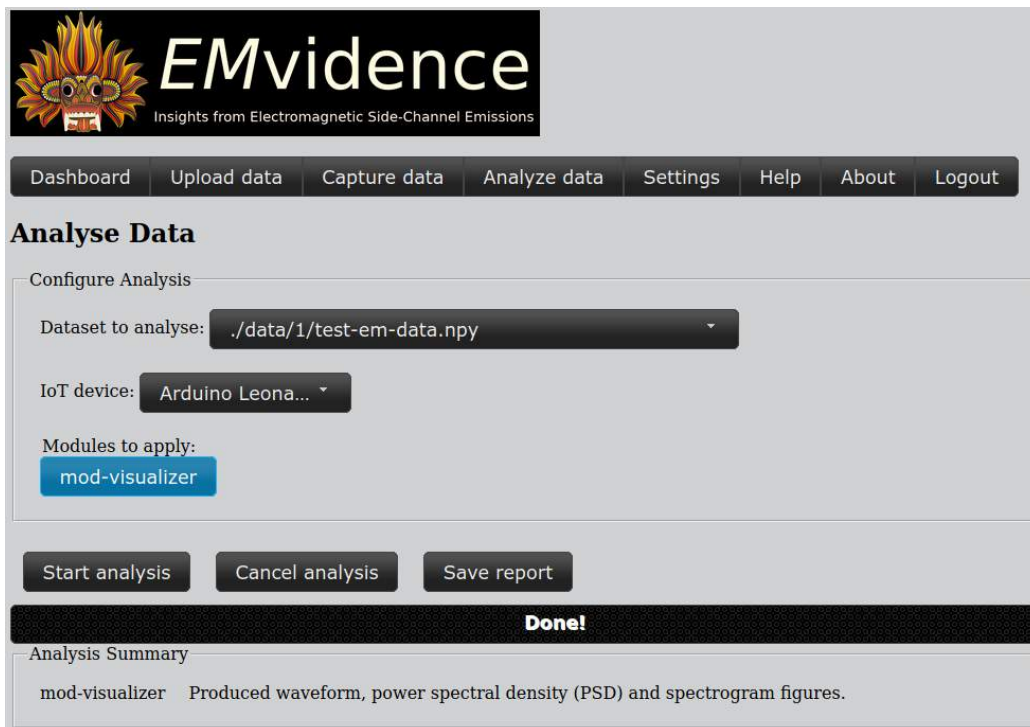 EMvidence
Insights from Electromagnetic Side-Channel Emissions
Dashboard Upload data Capture data Analyze data Settings Help About Logout
Analyse Data
Configure Analysis
Dataset to analyse: ./data/1/test-em-data.npy
IoT device: Arduino Leona...
Modules to apply:
mod-visualizer
Start analysis Cancel analysis Save report
Done!
Analysis Summary
mod-visualizer Produced waveform, power spectral density (PSD) and spectrogram figures.